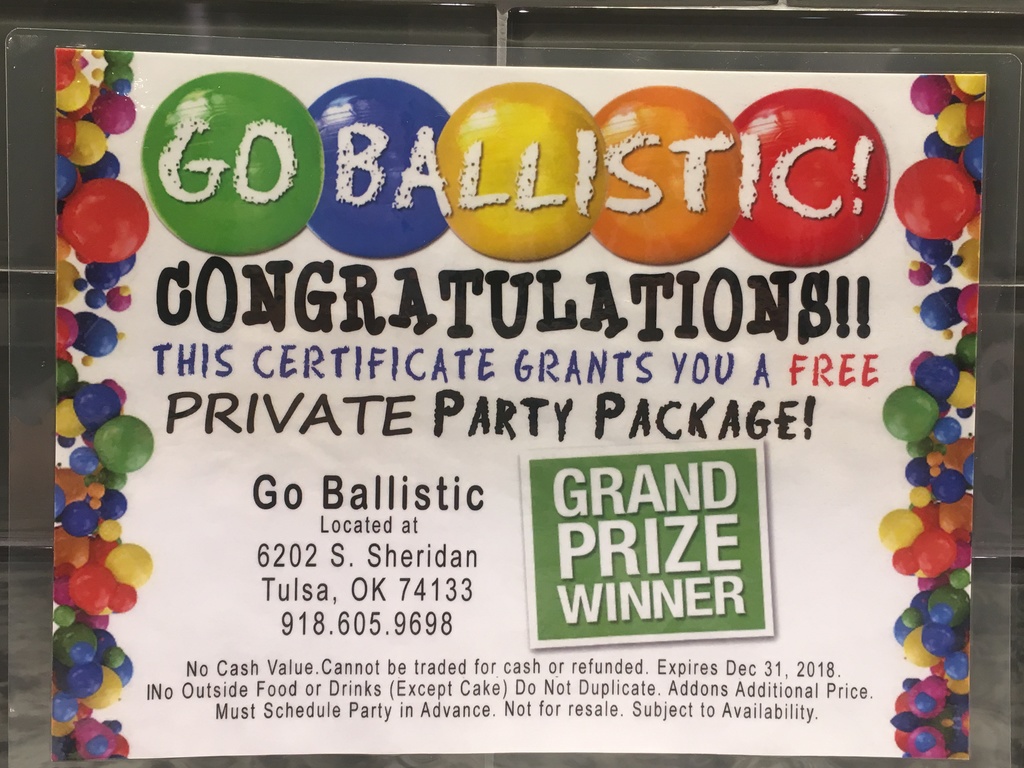 GO BALLISTIC!
CONGRATULATIONS!!
THIS CERTIFICATE GRANTS YOU A FREE
PRIVATE PARTY PACKAGE!
Go Ballistic
Located at
6202 S. Sheridan
Tulsa, OK 74133
918.605.9698
GRAND
PRIZE
WINNER
No Cash Value.Cannot be traded for cash or refunded. Expires Dec 31, 2018.
INo Outside Food or Drinks (Except Cake) Do Not Duplicate. Addons Additional Price.
Must Schedule Party in Advance. Not for resale. Subject to Availability.